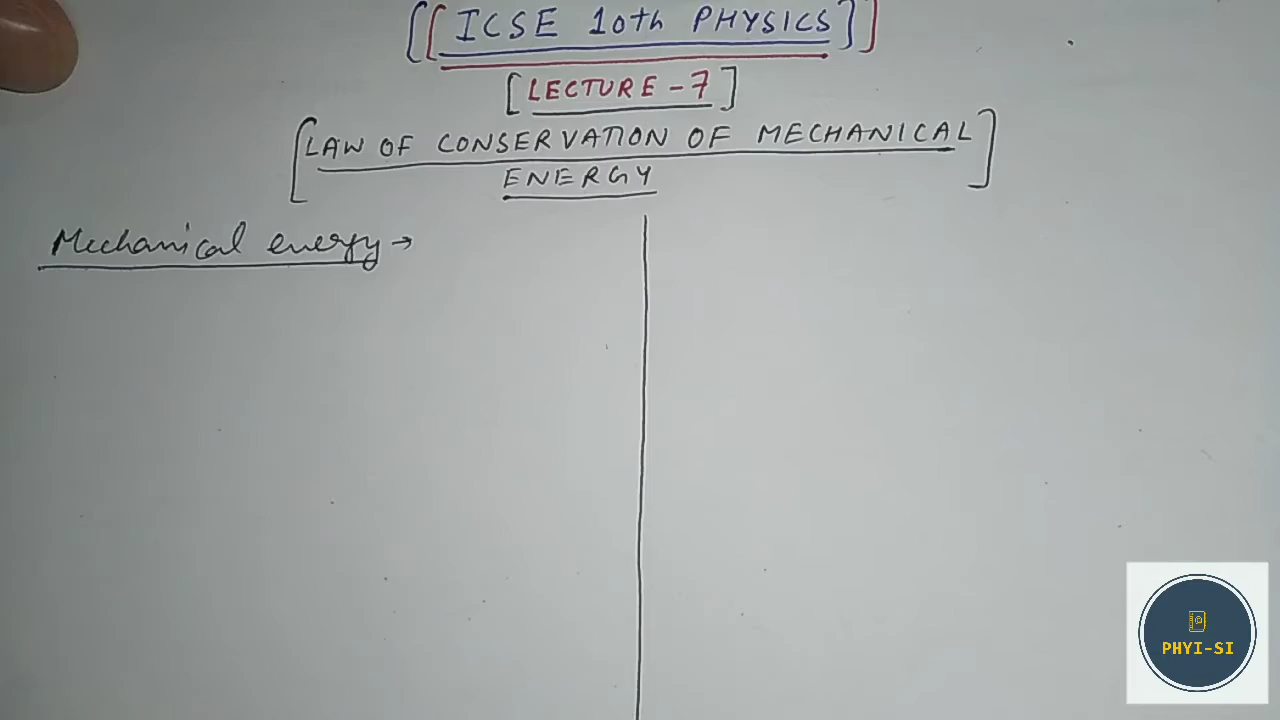 [[ICSE 10th PHYSICS]]
[LECTURE-7]
[LAW OF CONSERVATION OF MECHANICAL
ENERGY]
Mechanical energy →
PHYI-SI